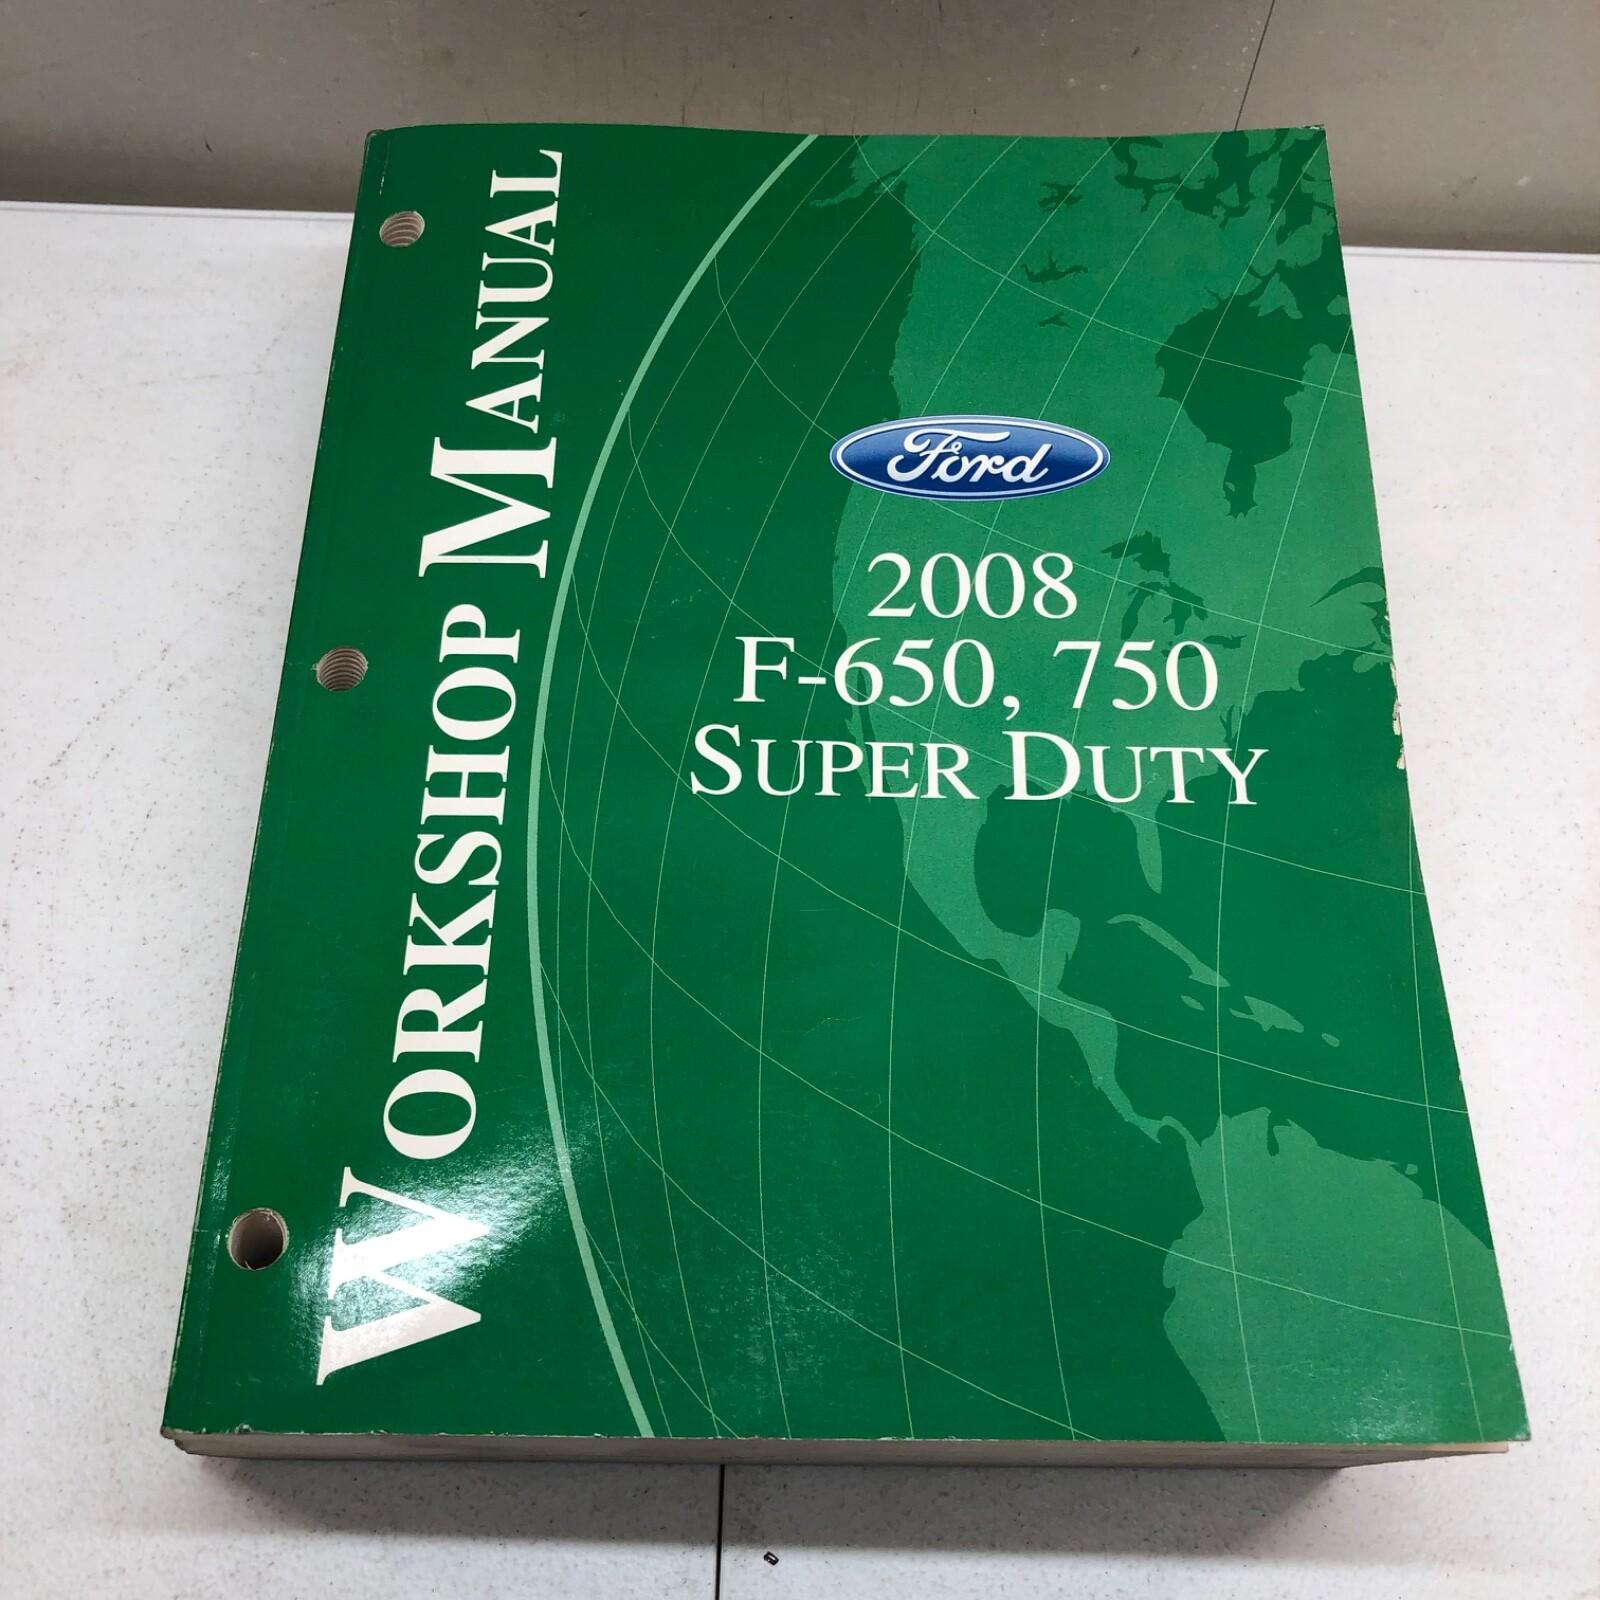 WORKSHOP MANUAL
Ford
2008
F-650, 750
SUPER DUTY